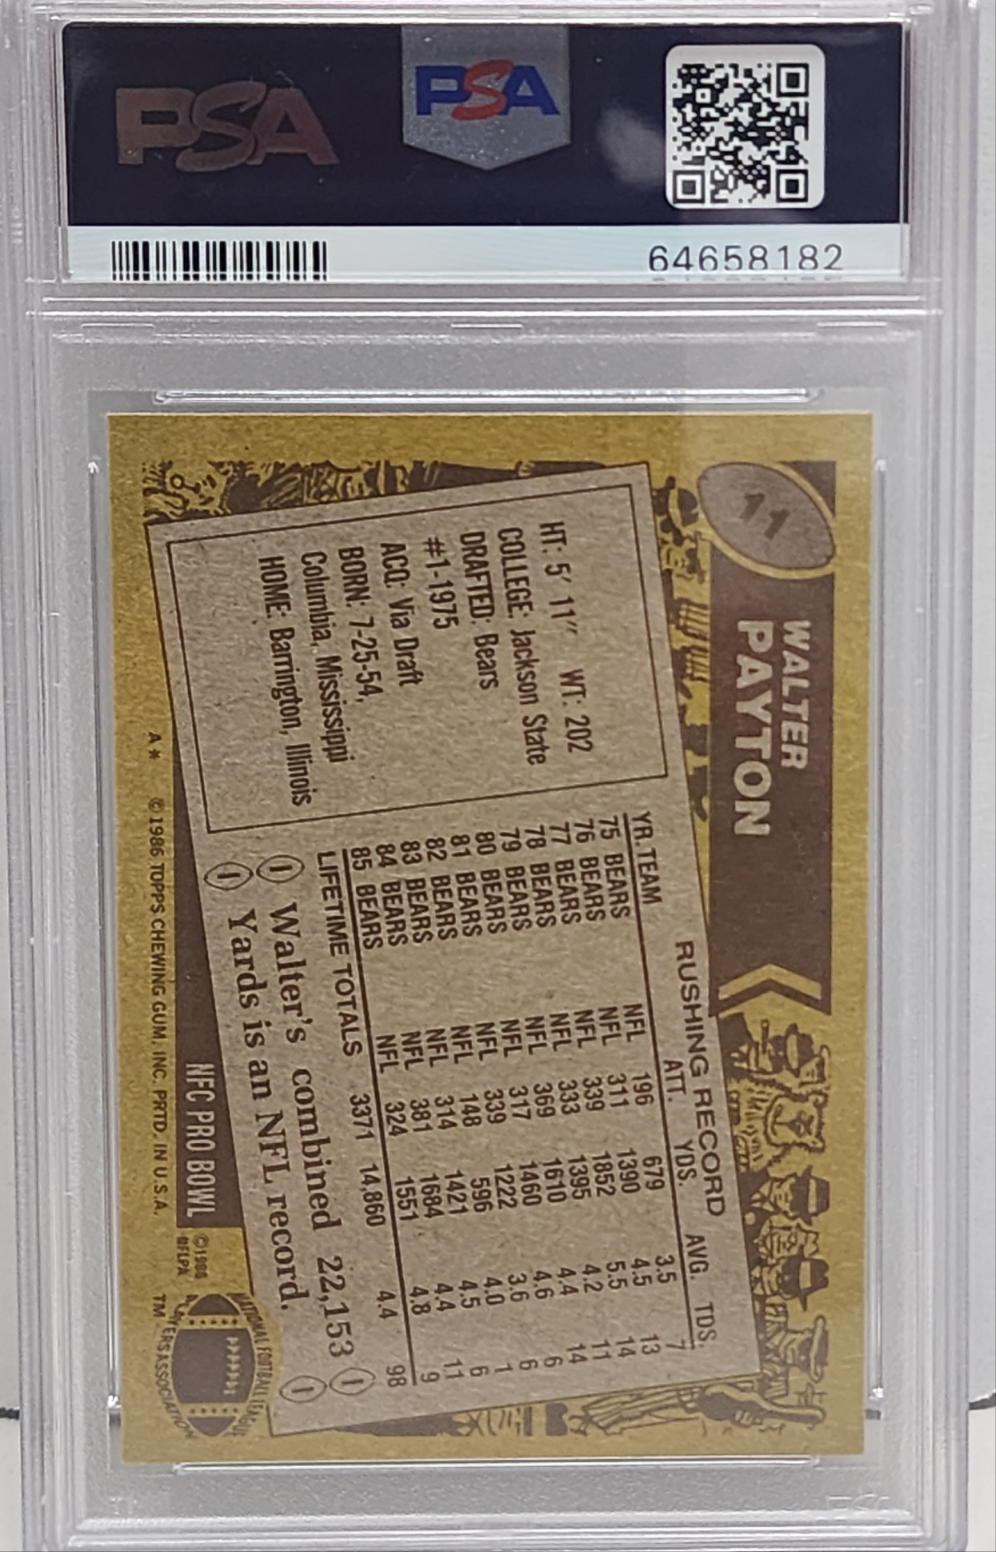 PSA
PSA
64658182
11
WALTER
PAYTON
HT: 5′ 11″ WT: 202
COLLEGE: Jackson State
DRAFTED: Bears
#1-1975
ACQ: Via Draft
BORN: 7-25-54,
Columbia, Mississippi
HOME: Barrington, Illinois
RUSHING RECORD
YR. TEAM ATT. YDS. AVG. TDS.
75 BEARS NFL 196 679 3.5 7
76 BEARS NFL 311 1390 4.5 13
77 BEARS NFL 339 1852 5.5 14
78 BEARS NFL 333 1395 4.2 11
79 BEARS NFL 369 1610 4.4 14
80 BEARS NFL 317 1460 4.6 6
81 BEARS NFL 339 1222 3.6 6
82 BEARS NFL 148 596 4.0 1
83 BEARS NFL 314 1421 4.5 6
84 BEARS NFL 381 1684 4.4 11
85 BEARS NFL 324 1551 4.8 9
LIFETIME TOTALS 3371 14,860 4.4 98
Walter's combined 22,153
Yards is an NFL record.
NFC PRO BOWL
A* ©1986 TOPPS CHEWING GUM, INC. PRTD. IN U.S.A.
©1986
NFLPA
TM
NATIONAL FOOTBALL LEAGUE
PLAYERS ASSOCIATION